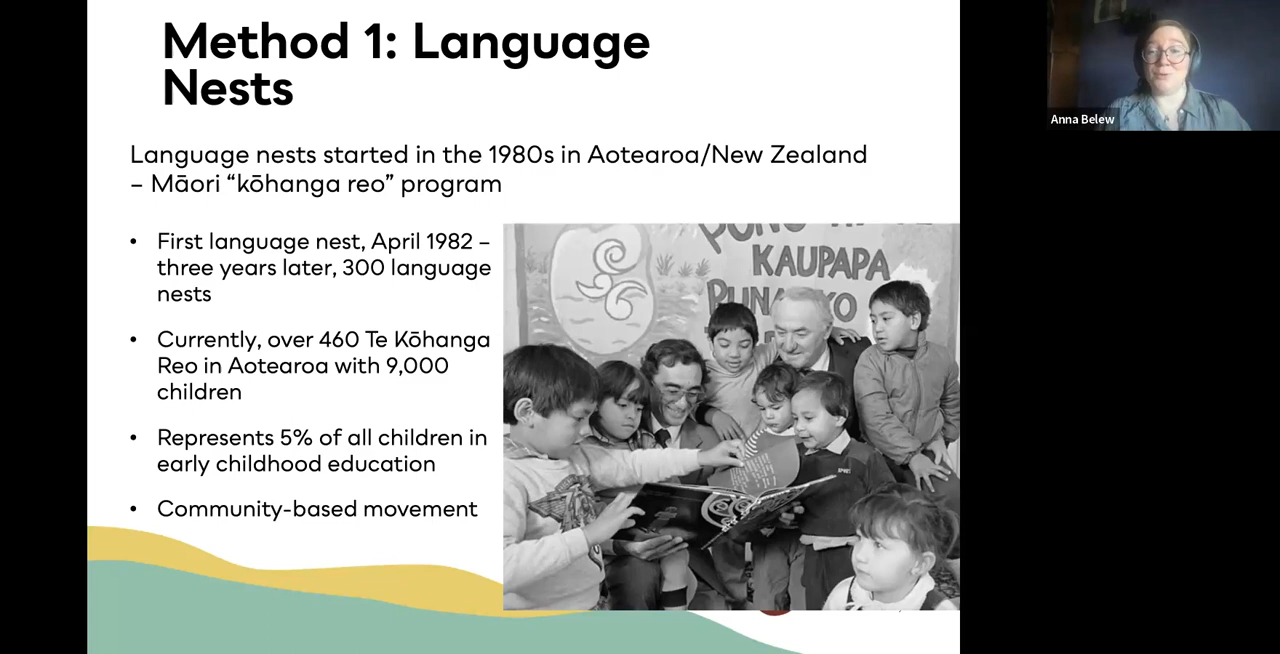 Method 1: Language
Nests
Language nests started in the 1980s in Aotearoa/New Zealand
– Māori “kōhanga reo” program
• First language nest, April 1982 –
three years later, 300 language
nests
• Currently, over 460 Te Kōhanga
Reo in Aotearoa with 9,000
children
• Represents 5% of all children in
early childhood education
• Community-based movement
KAUPAPA
Anna Belew